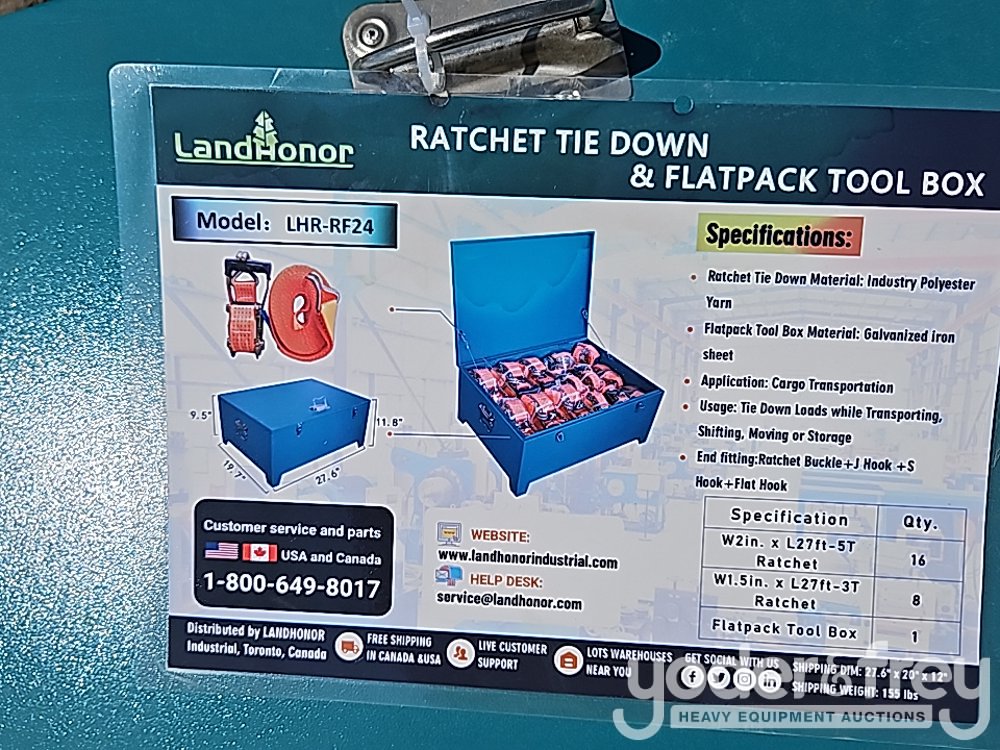 LandHonor
RATCHET TIE DOWN
& FLATPACK TOOL BOX
Model: LHR-RF24
Specifications:
• Ratchet Tie Down Material: Industry Polyester
Yarn
• Flatpack Tool Box Material: Galvanized iron
sheet
• Application: Cargo Transportation
• Usage: Tie Down Loads while Transporting,
Shifting, Moving or Storage
• End fitting:Ratchet Buckle+J Hook +S
Hook+Flat Hook
9.5"
11.8"
19.7"
27.6"
Specification Qty.
W2in. x L27ft-5T
Ratchet 16
W1.5in. x L27ft-3T
Ratchet 8
Flatpack Tool Box 1
Customer service and parts
USA and Canada
1-800-649-8017
WEBSITE:
www.landhonorindustrial.com
HELP DESK:
service@landhonor.com
Distributed by LANDHONOR
Industrial, Toronto, Canada
FREE SHIPPING
IN CANADA &USA
LIVE CUSTOMER
SUPPORT
LOTS WAREHOUSES
NEAR YOU
GET SOCIAL WITH US
SHIPPING DIM: 27.6" x 20" x 12"
SHIPPING WEIGHT: 155 lbs
yoder&frey
HEAVY EQUIPMENT AUCTIONS